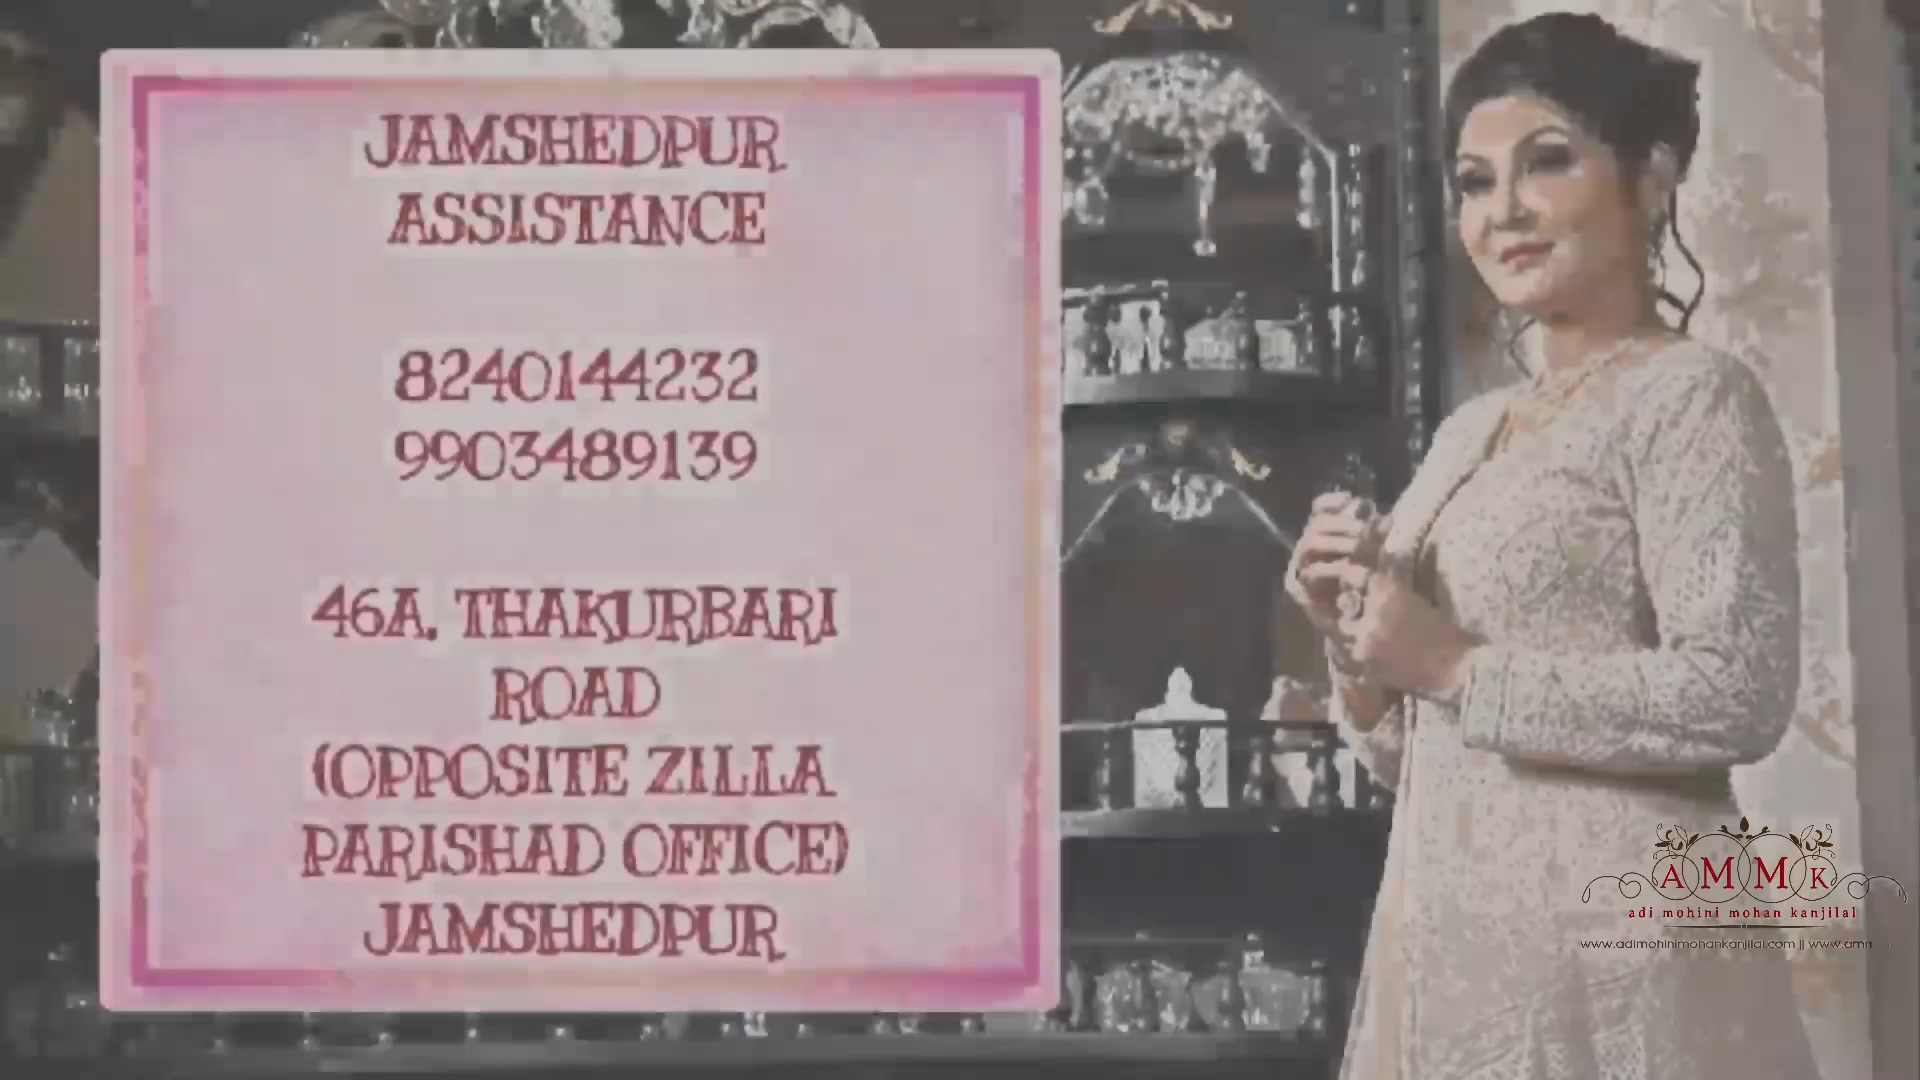 JAMSHEDPUR
ASSISTANCE
8240144232
9903489139
46A, THAKURBARI
ROAD
(OPPOSITE ZILLA
PARISHAD OFFICE)
JAMSHEDPUR
AMMK
adi mohini mohan kanjilal
www.adimohinimohankanjilal.com || www.amm